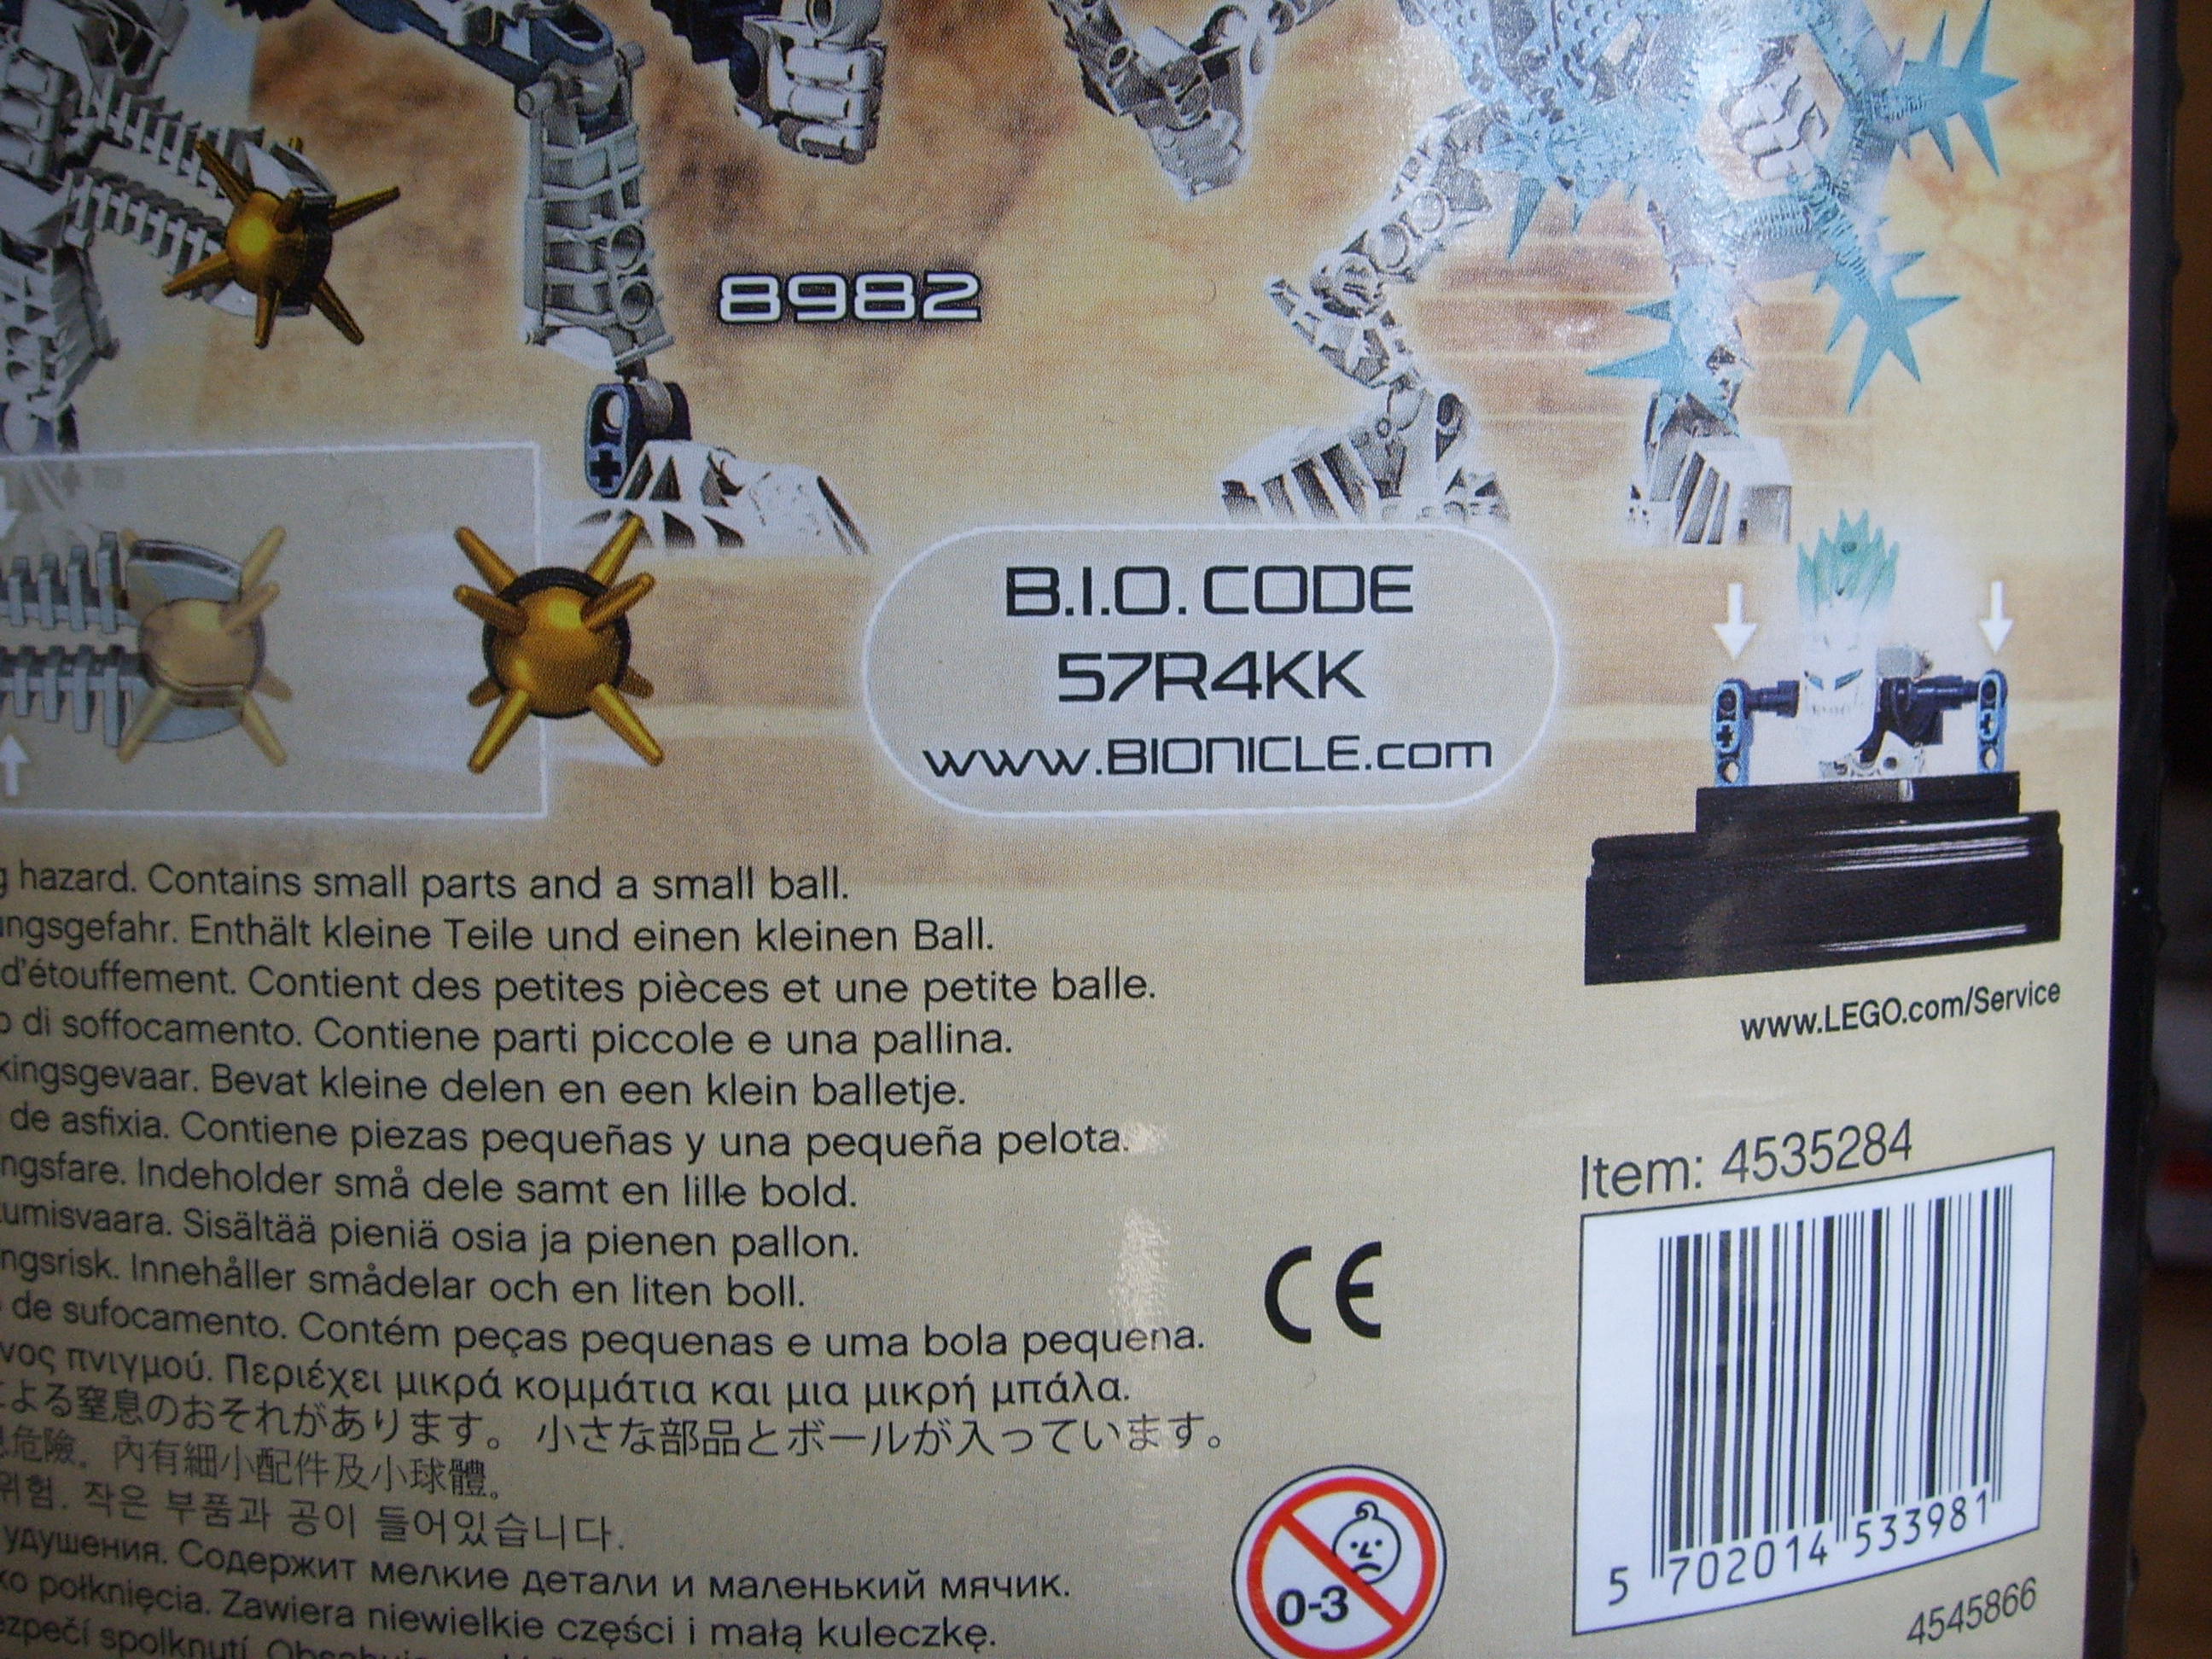 8982
B.I.O. CODE
57R4KK
www.BIONICLE.com
hazard. Contains small parts and a small ball.
ngsgefahr. Enthält kleine Teile und einen kleinen Ball.
d'étouffement. Contient des petites pièces et une petite balle.
di soffocamento. Contiene parti piccole e una pallina.
kingsgevaar. Bevat kleine delen en een klein balletje.
de asfixia. Contiene piezas pequeñas y una pequeña pelota.
ngsfare. Indeholder små dele samt en lille bold.
umisvaara. Sisältää pieniä osia ja pienen pallon.
ngsrisk. Innehåller smådelar och en liten boll.
de sufocamento. Contém peças pequenas e uma bola pequena.
νος πνιγμού. Περιέχει μικρά κομμάτια και μια μικρή μπάλα.
よる窒息のおそれがあります。 小さな部品とボールが入っています。
危險。內有細小配件及小球體。
위험. 작은 부품과 공이 들어있습니다.
удушения. Содержит мелкие детали и маленький мячик.
ko połknięcia. Zawiera niewielkie części i małą kuleczkę.
ezpečí spolknutí.
www.LEGO.com/Service
Item: 4535284
CE
0-3
5 702014 533981
4545866